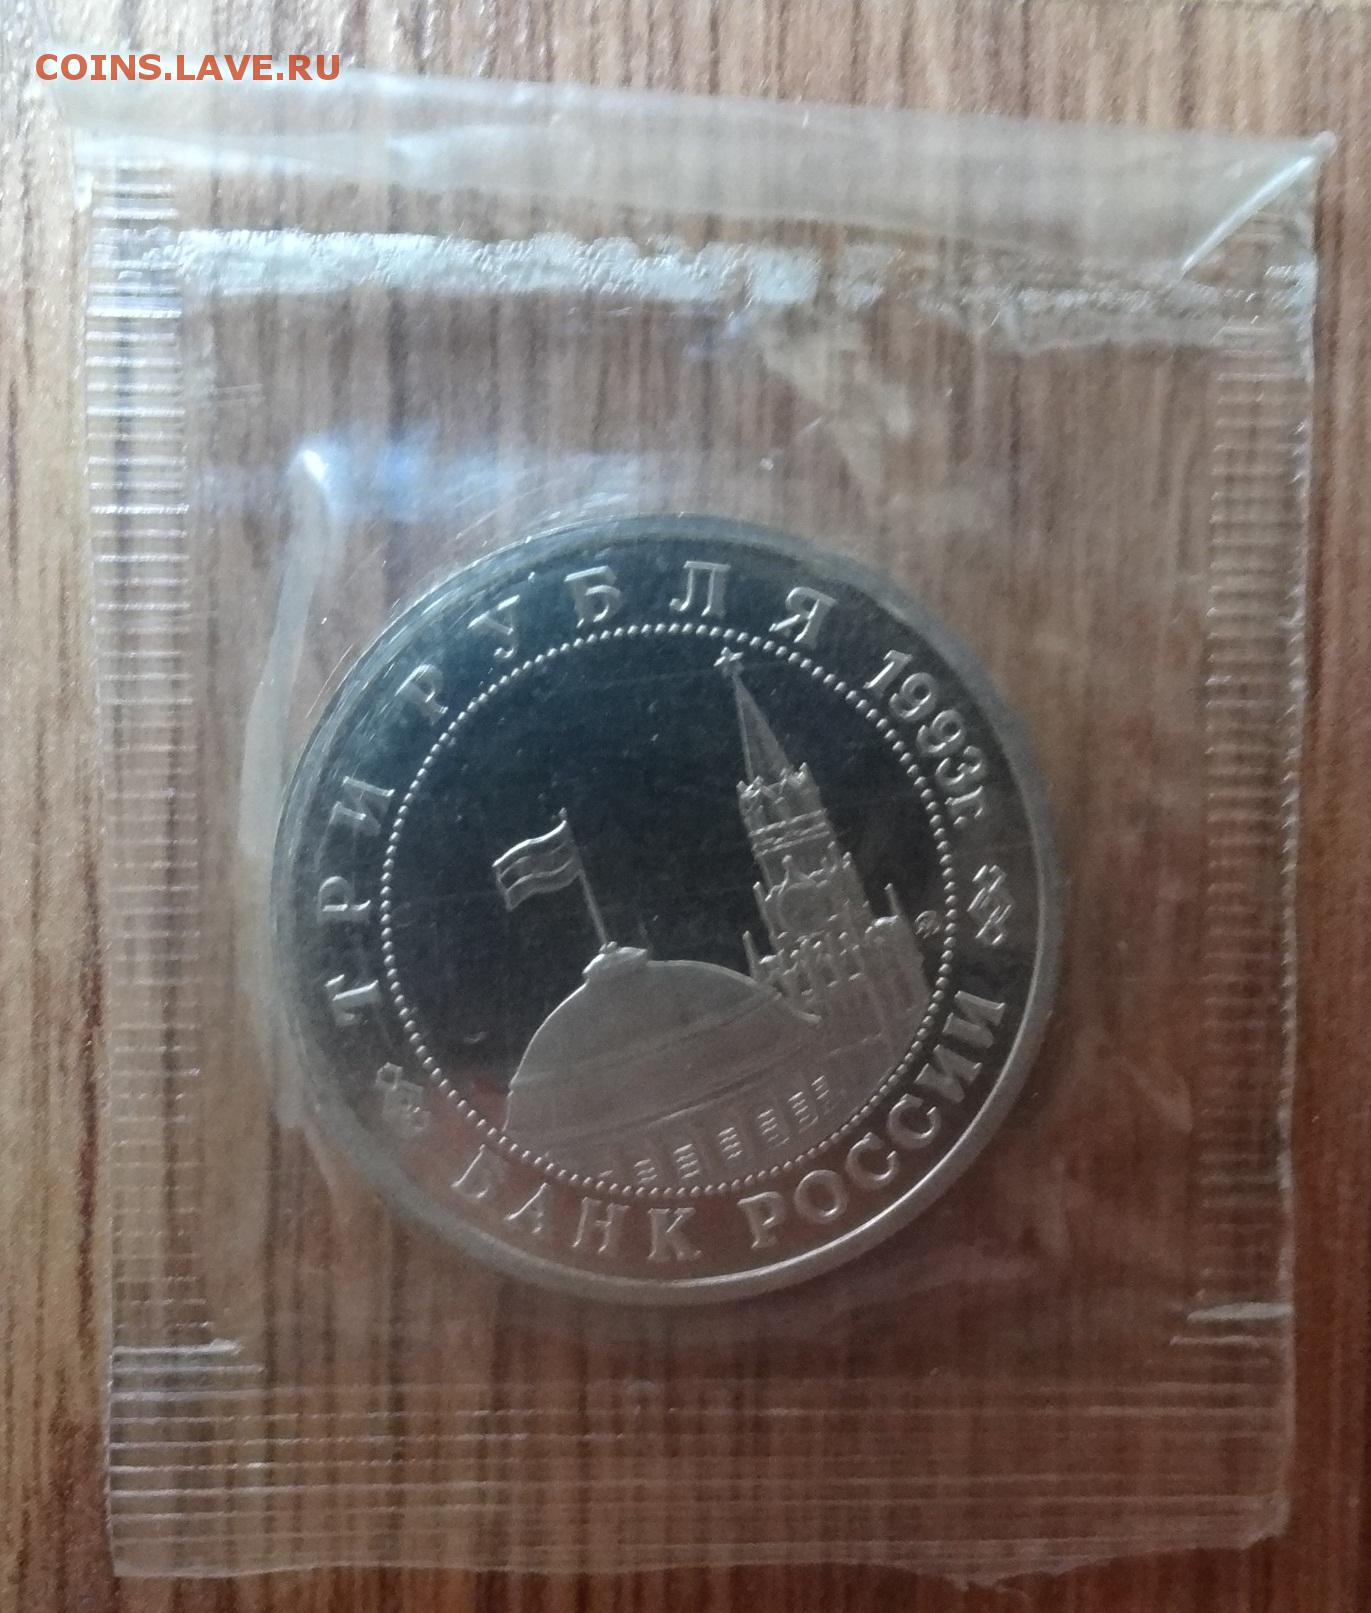 COINS.LAVE.RU
ТРИ РУБЛЯ 1993г.
БАНК РОССИИ